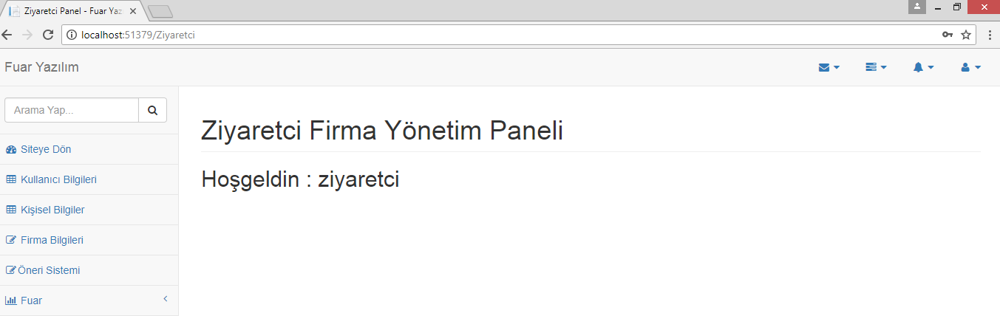 Ziyaretci Panel - Fuar Yaz
localhost:51379/Ziyaretci
Fuar Yazılım
Arama Yap...
Siteye Dön
Kullanıcı Bilgileri
Kişisel Bilgiler
Firma Bilgileri
Öneri Sistemi
Fuar
Ziyaretci Firma Yönetim Paneli
Hoşgeldin : ziyaretci